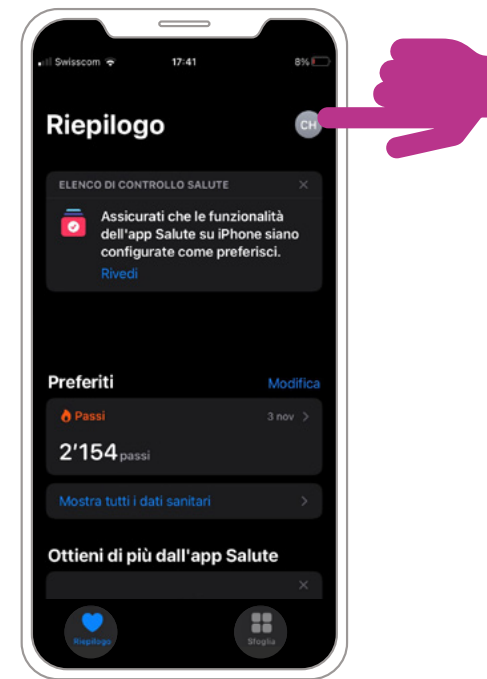 Swisscom 17:41 8%
Riepilogo CH
ELENCO DI CONTROLLO SALUTE
Assicurati che le funzionalità
dell'app Salute su iPhone siano
configurate come preferisci.
Rivedi
Preferiti Modifica
Passi 3 nov
2'154 passi
Mostra tutti i dati sanitari
Ottieni di più dall'app Salute
Riepilogo Sfoglia